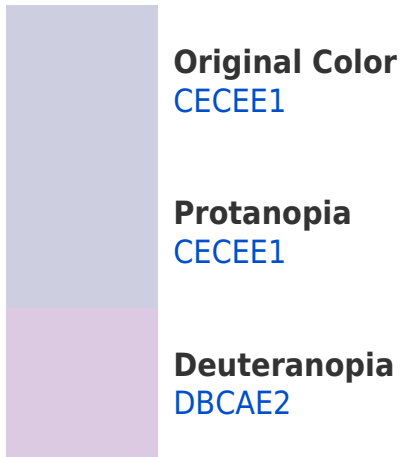 Original Color
CECEE1
Protanopia
CECEE1
Deuteranopia
DBCAE2